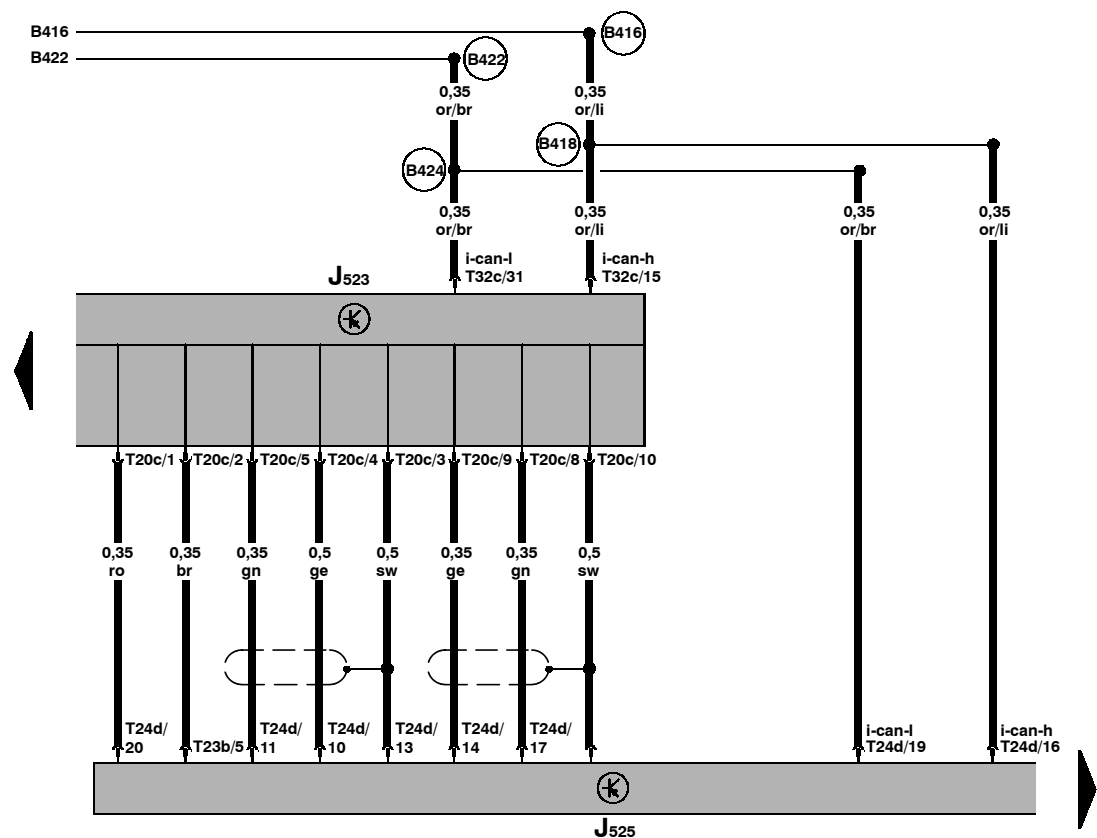 B416
B416
B422
B422
0,35
or/br
0,35
or/li
B418
B424
0,35
or/br
0,35
or/li
0,35
or/br
0,35
or/li
i-can-l
T32c/31
i-can-h
T32c/15
J523
T20c/1
T20c/2
T20c/5
T20c/4
T20c/3
T20c/9
T20c/8
T20c/10
0,35
ro
0,35
br
0,35
gn
0,5
ge
0,5
sw
0,35
ge
0,35
gn
0,5
sw
T24d/
20
T23b/5
T24d/
11
T24d/
10
T24d/
13
T24d/
14
T24d/
17
i-can-l
T24d/19
i-can-h
T24d/16
J525